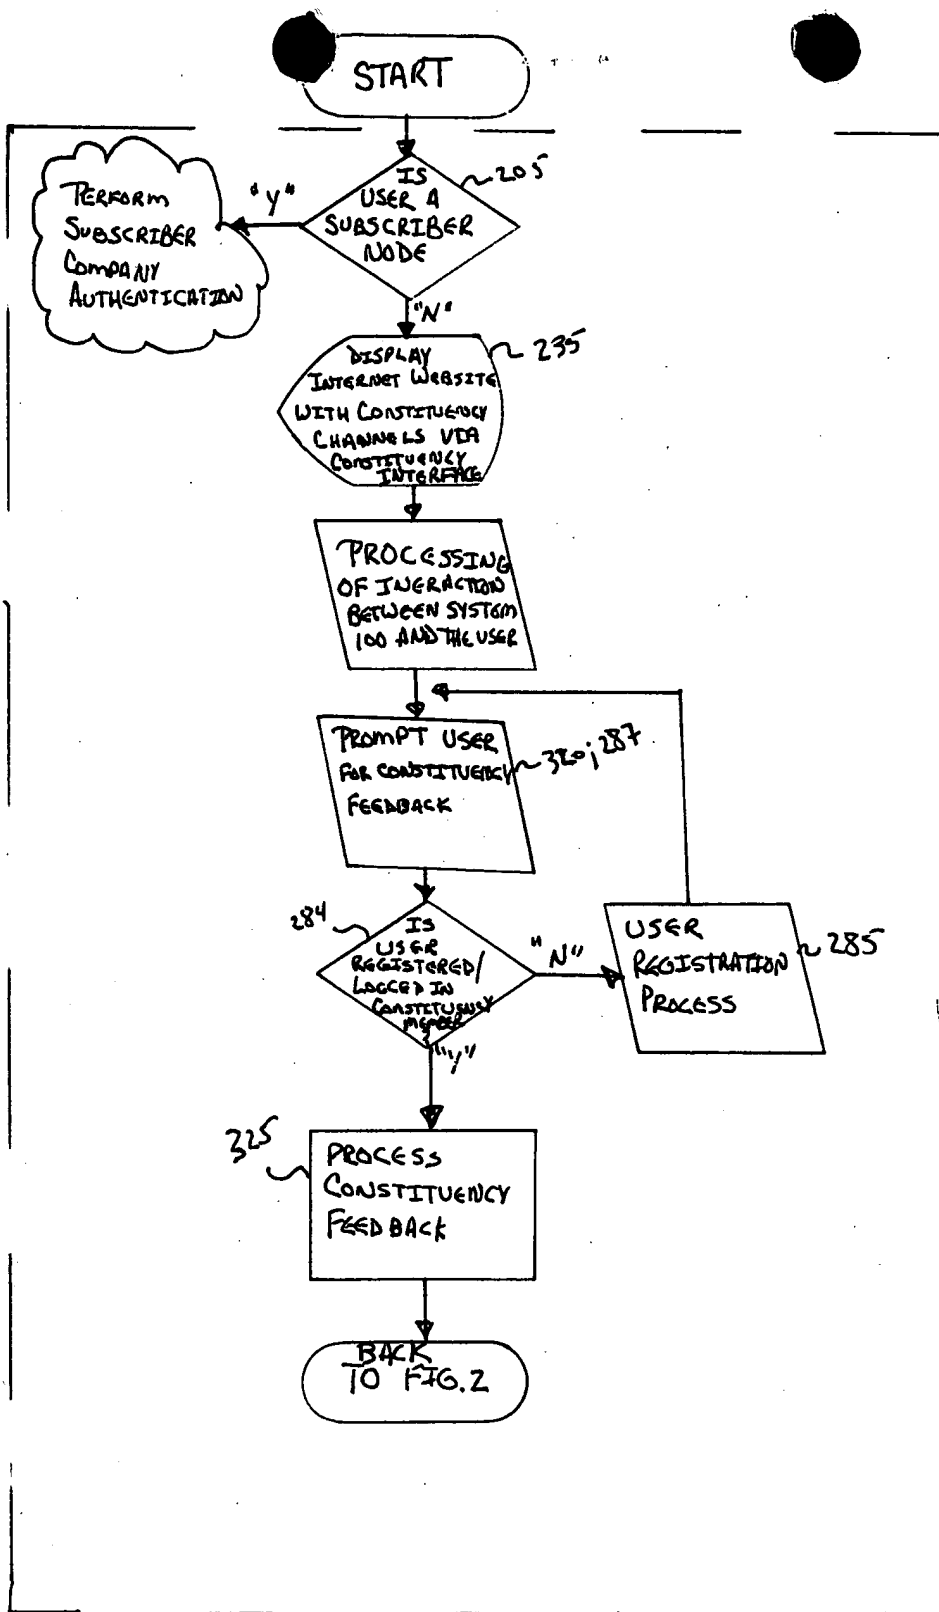 START
IS
USER A
SUBSCRIBER
NODE
205
"Y"
PERFORM
SUBSCRIBER
COMPANY
AUTHENTICATION
"N"
DISPLAY
INTERNET WEBSITE
WITH CONSTITUENCY
CHANNELS VIA
CONSTITUENCY
INTERFACE
235
PROCESSING
OF INERACTION
BETWEEN SYSTEM
100 AND THE USER
PROMPT USER
FOR CONSTITUENCY
FEEDBACK
320; 287
284
IS
USER
REGISTERED/
LOGGED IN
CONSTITUENCY
MEMBER
?
"N"
USER
REGISTRATION
PROCESS
285
"Y"
325
PROCESS
CONSTITUENCY
FEEDBACK
BACK
TO FIG.2